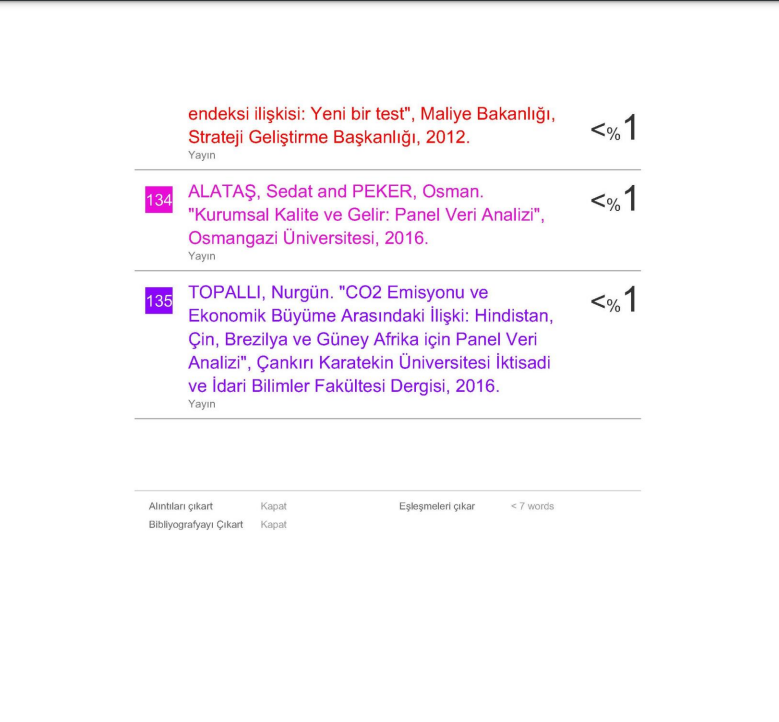 endeksi ilişkisi: Yeni bir test", Maliye Bakanlığı,
Strateji Geliştirme Başkanlığı, 2012.
Yayın
<%1
134
ALATAŞ, Sedat and PEKER, Osman.
"Kurumsal Kalite ve Gelir: Panel Veri Analizi",
Osmangazi Üniversitesi, 2016.
Yayın
<%1
135
TOPALLI, Nurgün. "CO2 Emisyonu ve
Ekonomik Büyüme Arasındaki İlişki: Hindistan,
Çin, Brezilya ve Güney Afrika için Panel Veri
Analizi", Çankırı Karatekin Üniversitesi İktisadi
ve İdari Bilimler Fakültesi Dergisi, 2016.
Yayın
<%1
Alıntıları çıkart Kapat Eşleşmeleri çıkar < 7 words
Bibliyografyayı Çıkart Kapat